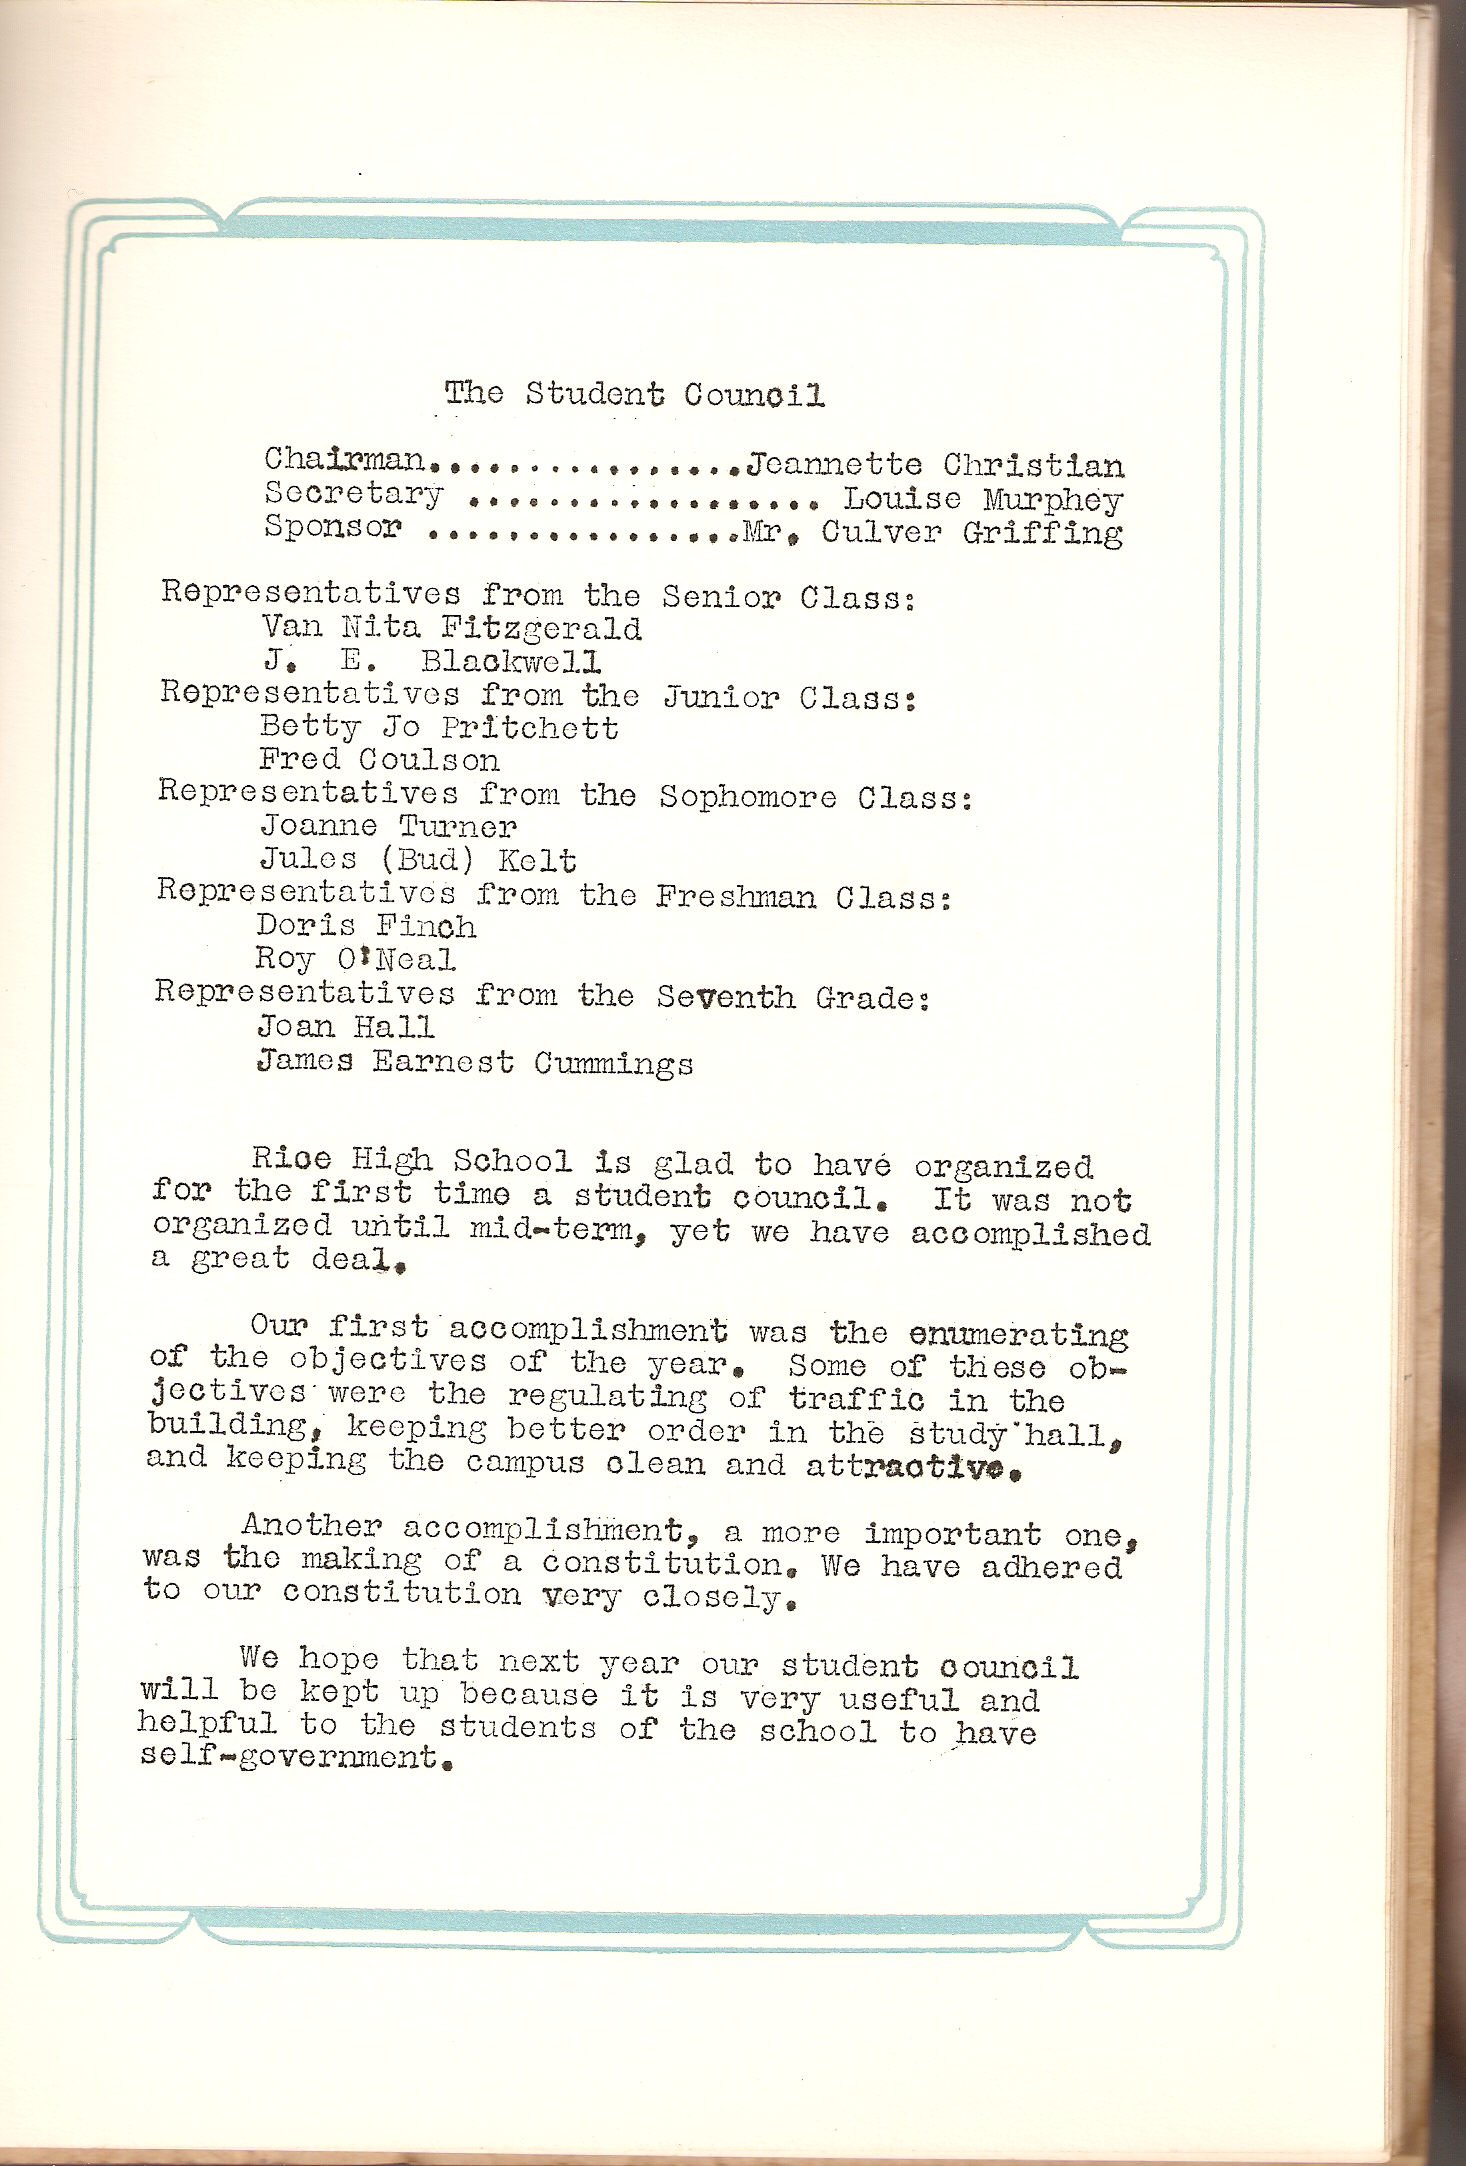 The Student Council
Chairman................Jeannette Christian
Secretary .................. Louise Murphey
Sponsor ................Mr. Culver Griffing
Representatives from the Senior Class:
Van Nita Fitzgerald
J. E. Blackwell
Representatives from the Junior Class:
Betty Jo Pritchett
Fred Coulson
Representatives from the Sophomore Class:
Joanne Turner
Jules (Bud) Kelt
Representatives from the Freshman Class:
Doris Finch
Roy O'Neal
Representatives from the Seventh Grade:
Joan Hall
James Earnest Cummings
Rice High School is glad to have organized
for the first time a student council. It was not
organized until mid-term, yet we have accomplished
a great deal.
Our first accomplishment was the enumerating
of the objectives of the year. Some of these ob-
jectives were the regulating of traffic in the
building, keeping better order in the study hall,
and keeping the campus clean and attractive.
Another accomplishment, a more important one,
was the making of a constitution. We have adhered
to our constitution very closely.
We hope that next year our student council
will be kept up because it is very useful and
helpful to the students of the school to have
self-government.